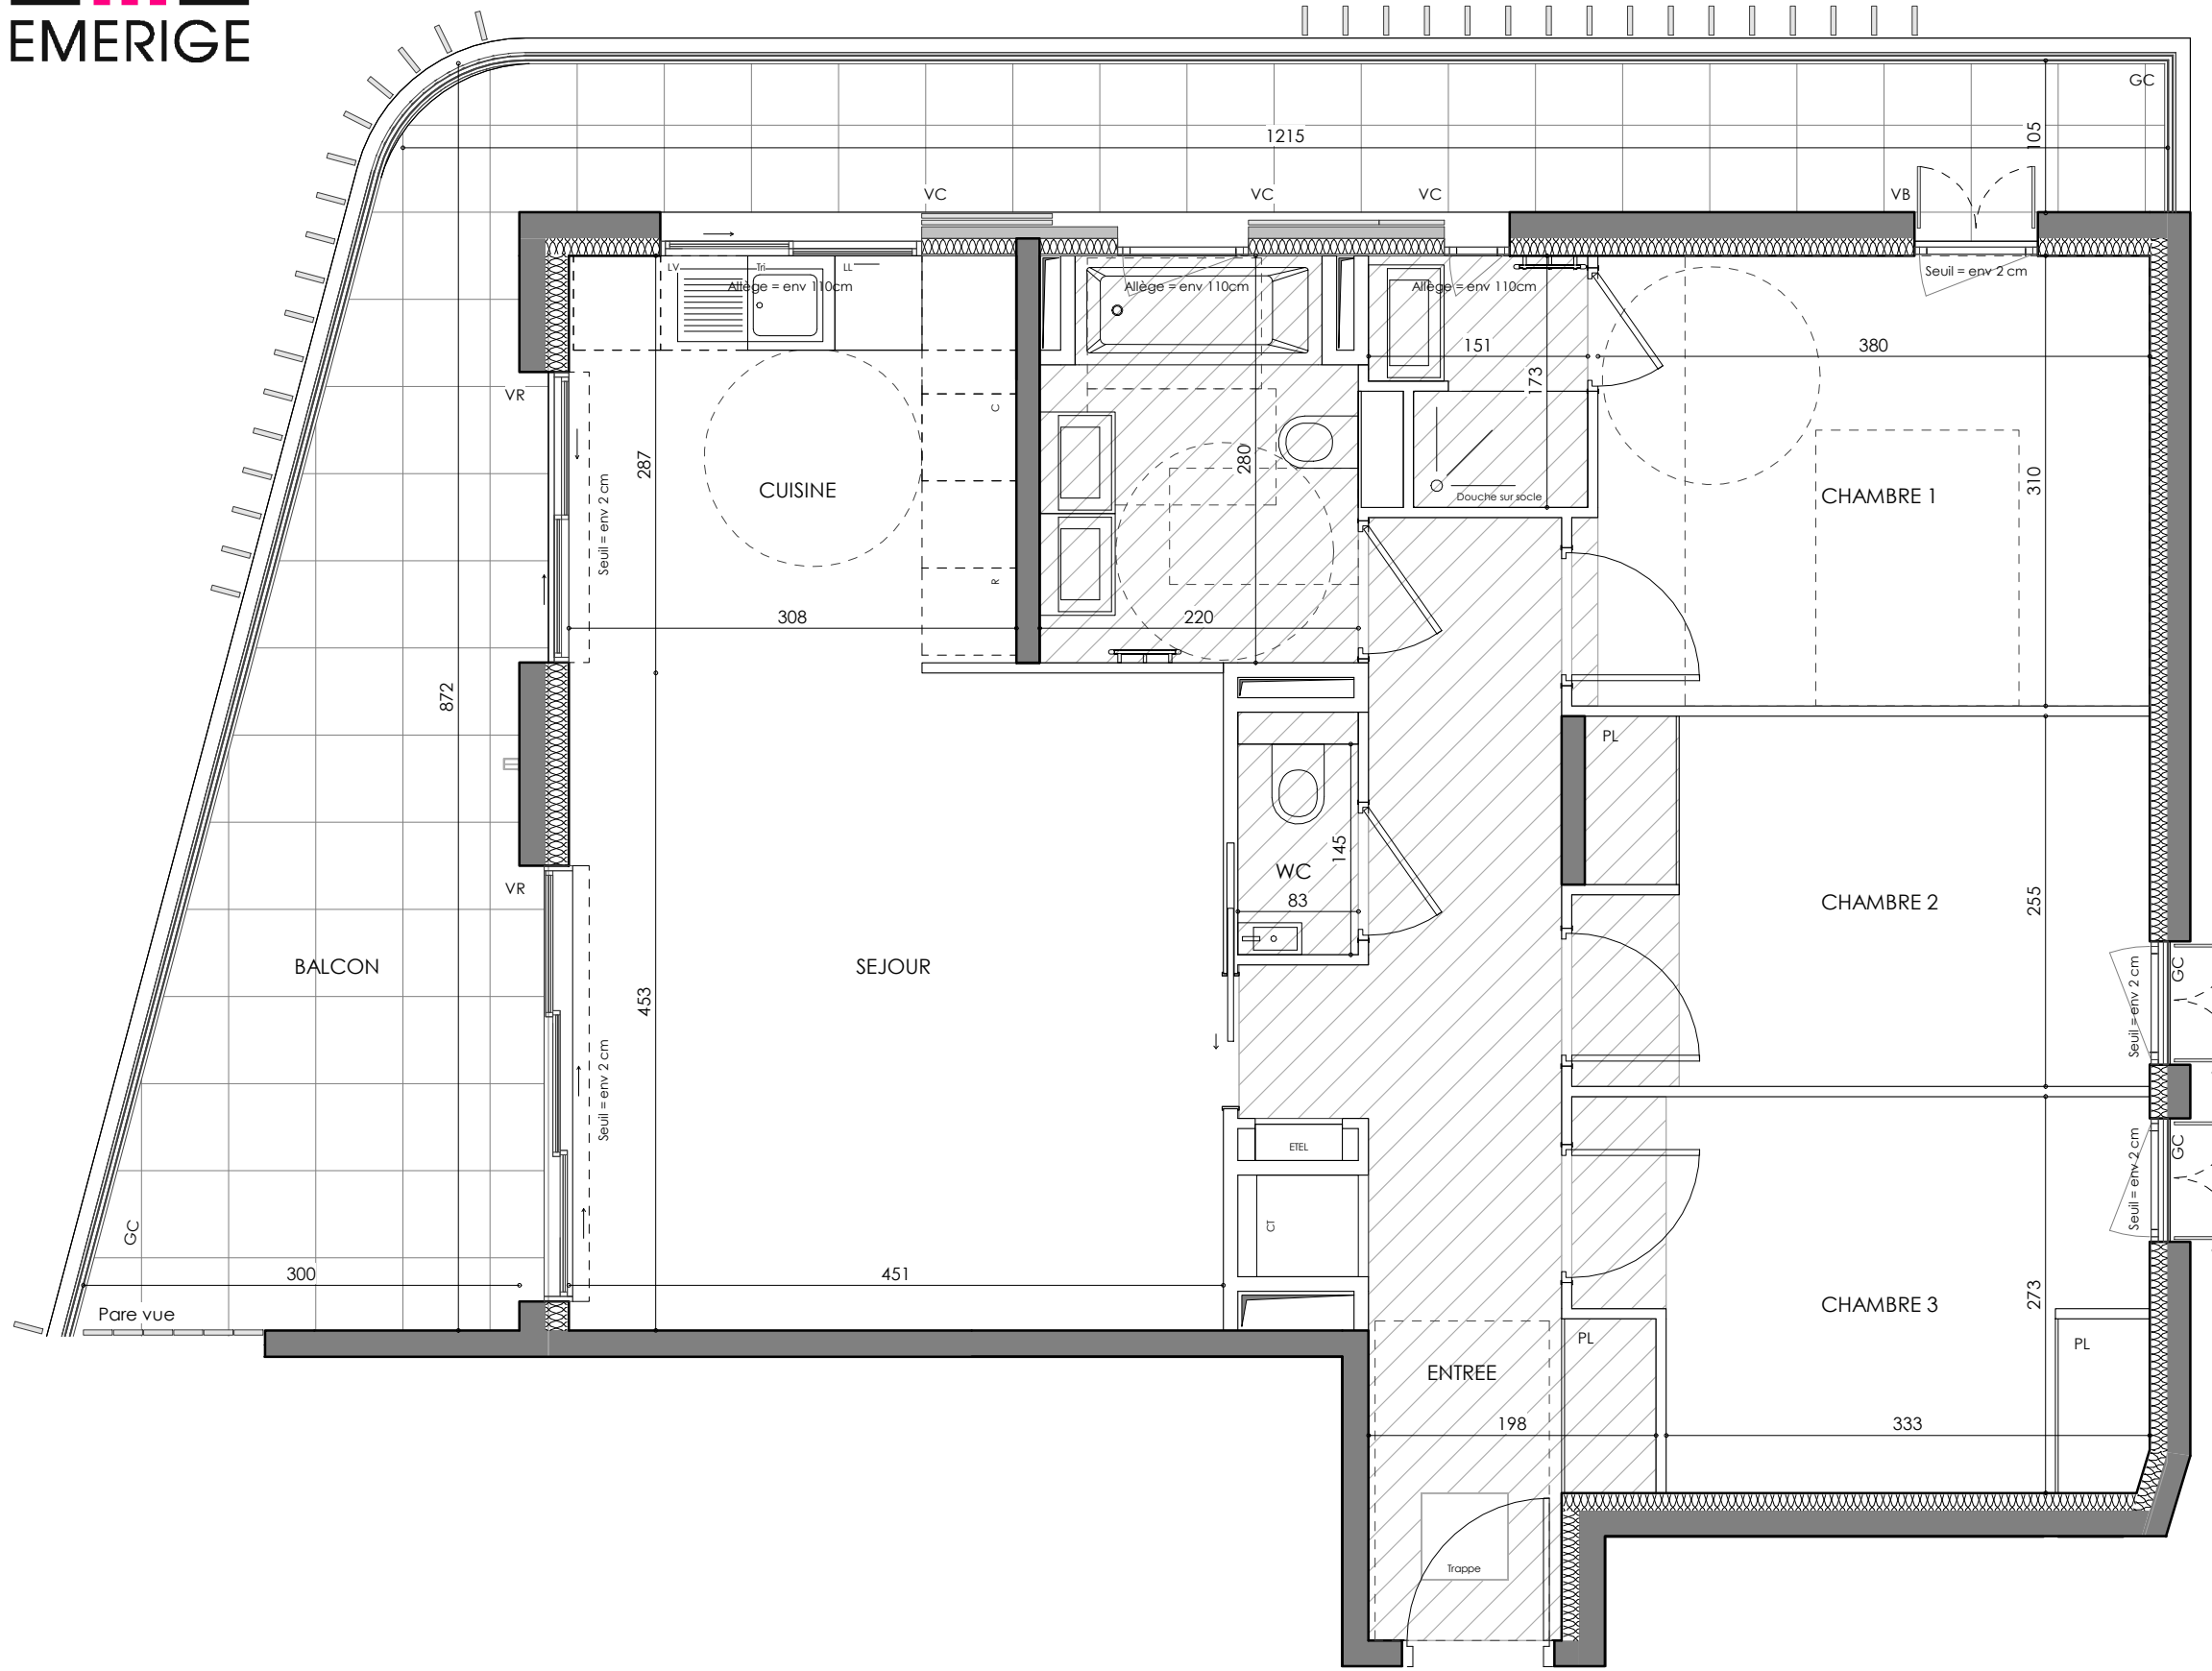 EMERIGE
GC
1215
105
VC
VC
VC
VB
LV
Tri
LL
Allège = env 110cm
Allège = env 110cm
Allège = env 110cm
Seuil = env 2 cm
151
380
173
VR
C
287
CUISINE
280
310
CHAMBRE 1
Douche sur socle
Seuil = env 2 cm
R
308
220
872
PL
145
WC
83
VR
CHAMBRE 2
255
BALCON
SEJOUR
453
Seuil = env 2 cm
GC
Seuil = env 2 cm
ETEL
GC
Seuil = env 2 cm
CT
GC
300
451
Pare vue
CHAMBRE 3
273
PL
PL
ENTREE
198
333
Trappe